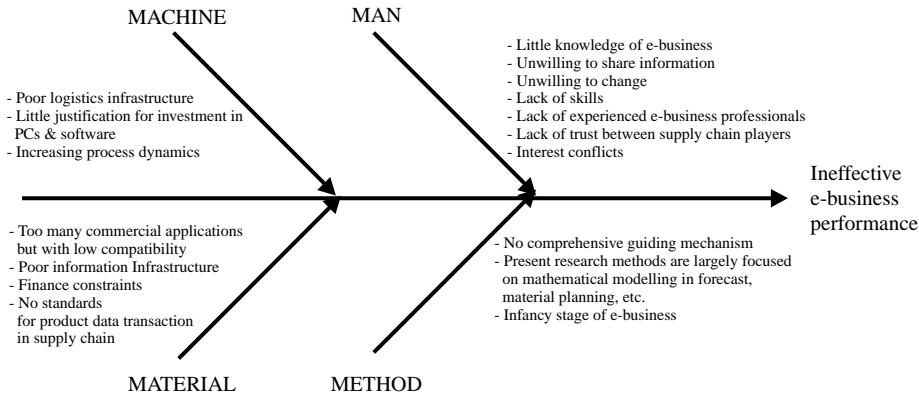 MACHINE
MAN
- Little knowledge of e-business
- Unwilling to share information
- Unwilling to change
- Lack of skills
- Lack of experienced e-business professionals
- Lack of trust between supply chain players
- Interest conflicts
- Poor logistics infrastructure
- Little justification for investment in
PCs & software
- Increasing process dynamics
Ineffective
e-business
performance
- Too many commercial applications
but with low compatibility
- Poor information Infrastructure
- Finance constraints
- No standards
for product data transaction
in supply chain
- No comprehensive guiding mechanism
- Present research methods are largely focused
on mathematical modelling in forecast,
material planning, etc.
- Infancy stage of e-business
MATERIAL
METHOD